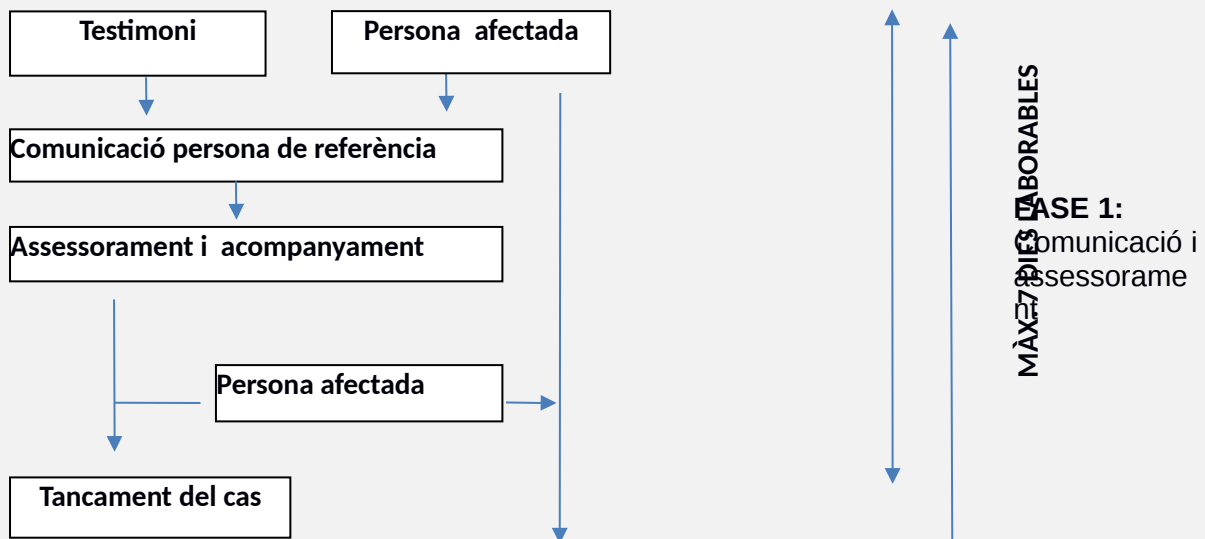 Testimoni
Persona afectada
Comunicació persona de referència
Assessorament i acompanyament
Persona afectada
Tancament del cas
MÀX. 7 DIES LABORABLES
FASE 1:
Comunicació i
assessorame
nt